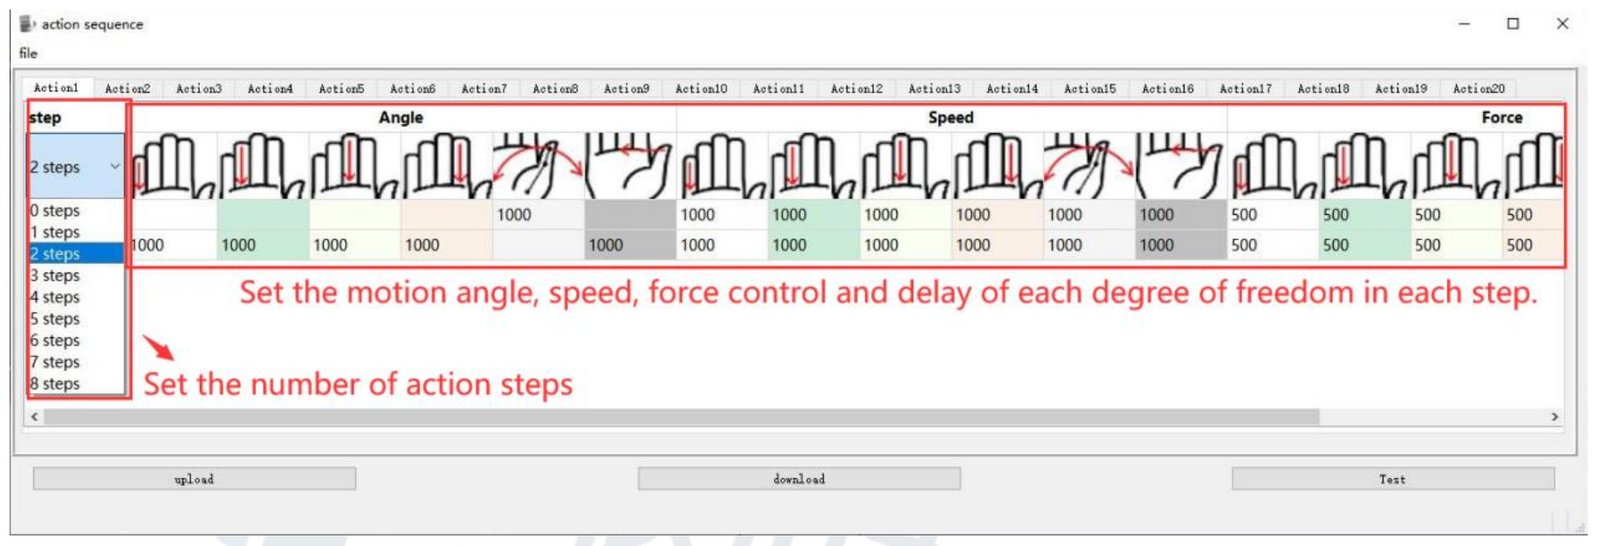 action sequence
file
Action1 Action2 Action3 Action4 Action5 Action6 Action7 Action8 Action9 Action10 Action11 Action12 Action13 Action14 Action15 Action16 Action17 Action18 Action19 Action20
step Angle Speed Force
2 steps
0 steps 1000 1000 1000 1000 1000 1000 1000 500 500 500 500
1 steps
2 steps 1000 1000 1000 1000 1000 1000 1000 1000 1000 1000 1000 500 500 500 500
3 steps
4 steps
5 steps
6 steps
7 steps
8 steps
Set the motion angle, speed, force control and delay of each degree of freedom in each step.
Set the number of action steps
upload download Test